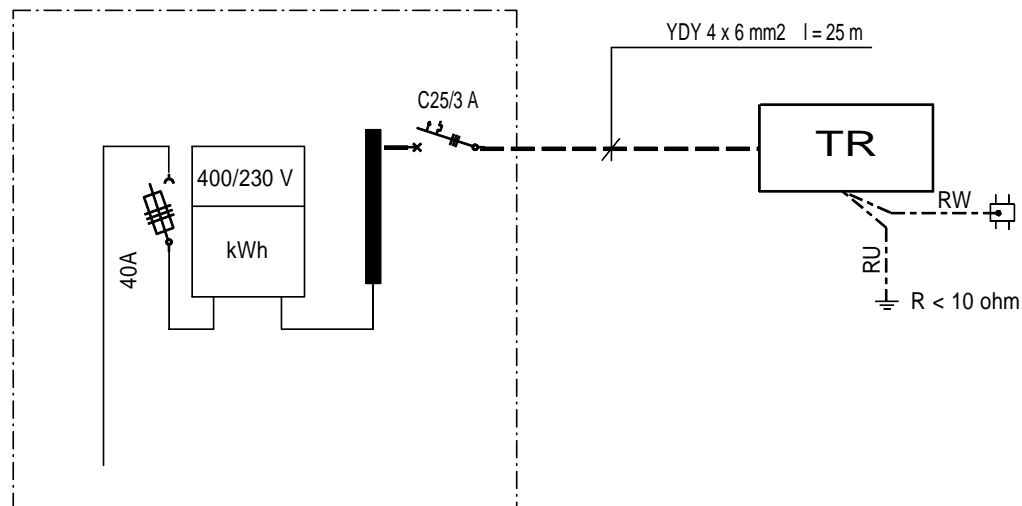 YDY 4 x 6 mm2 l = 25 m
C25/3 A
TR
400/230 V
RW
kWh
40A
RU
R < 10 ohm